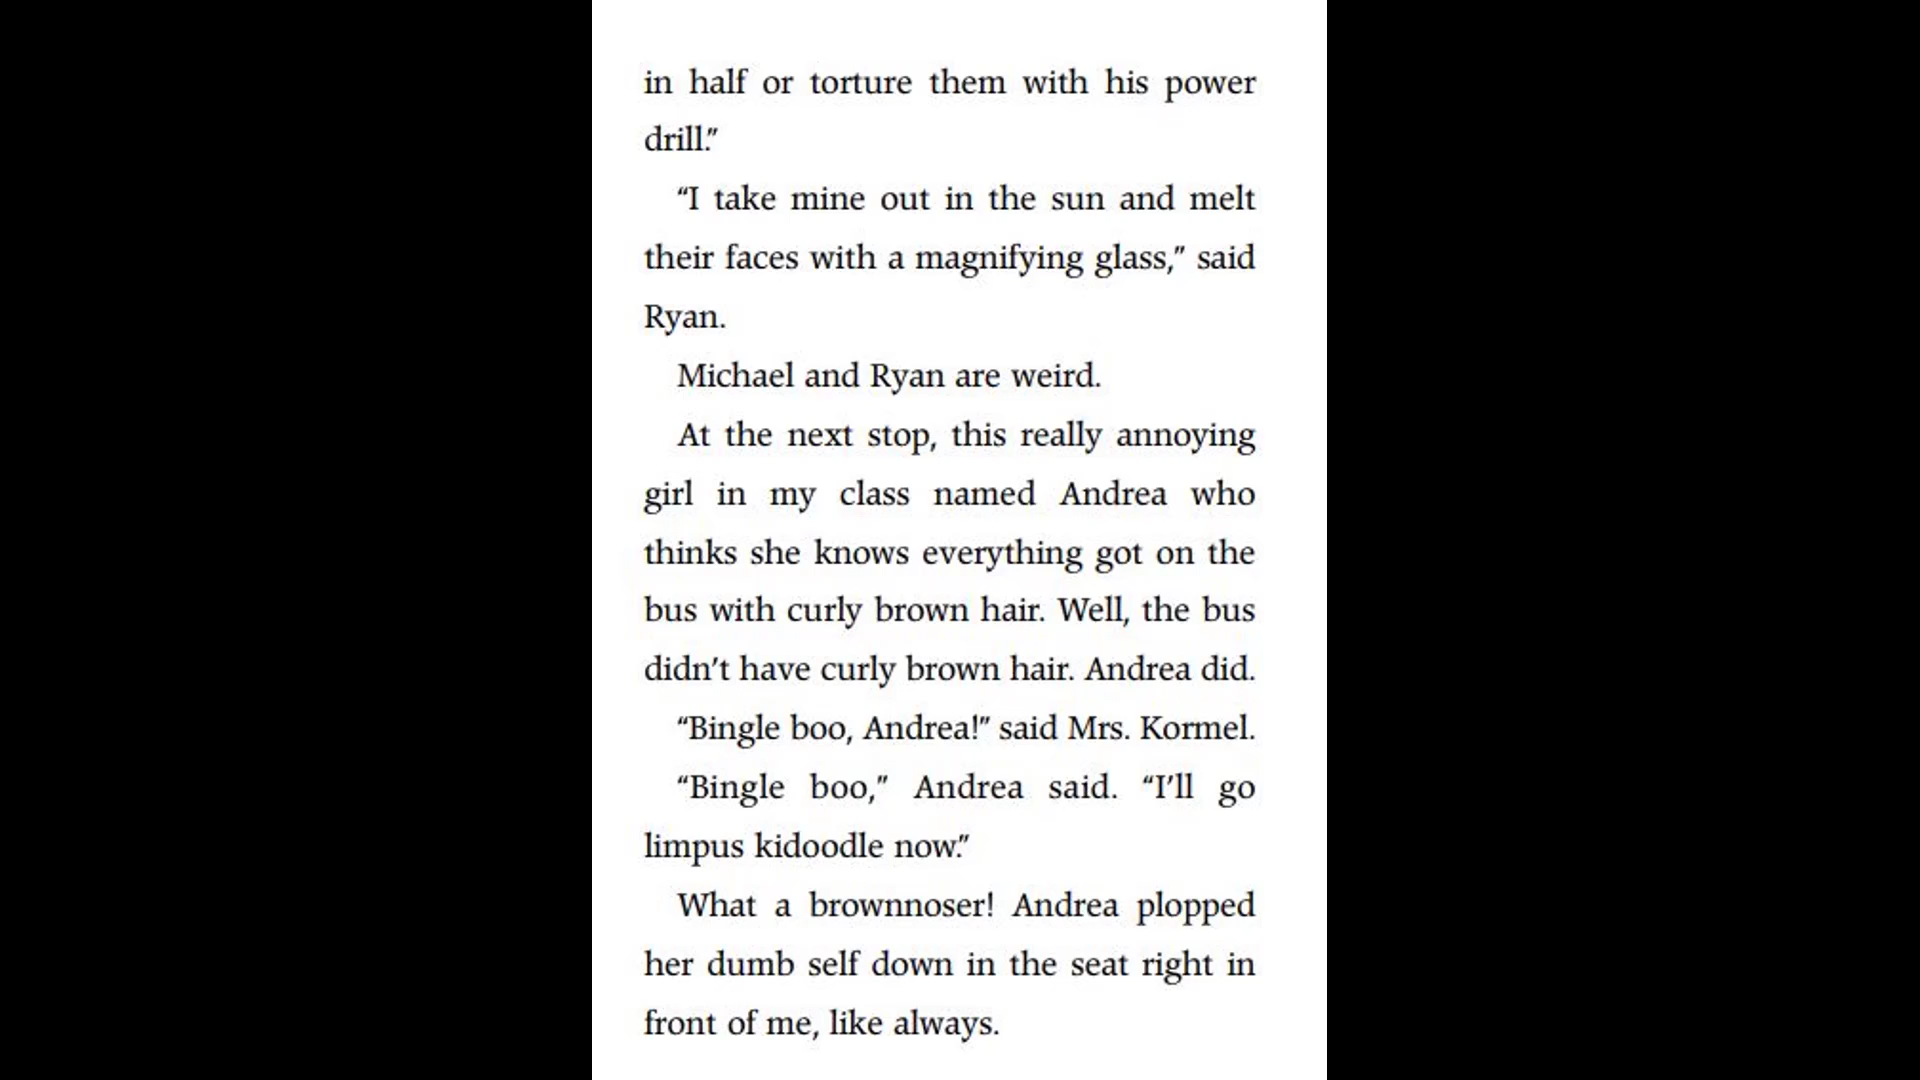 in half or torture them with his power
drill.”
“I take mine out in the sun and melt
their faces with a magnifying glass,” said
Ryan.
Michael and Ryan are weird.
At the next stop, this really annoying
girl in my class named Andrea who
thinks she knows everything got on the
bus with curly brown hair. Well, the bus
didn’t have curly brown hair. Andrea did.
“Bingle boo, Andrea!” said Mrs. Kormel.
“Bingle boo,” Andrea said. “I’ll go
limpus kidoodle now.”
What a brownnoser! Andrea plopped
her dumb self down in the seat right in
front of me, like always.